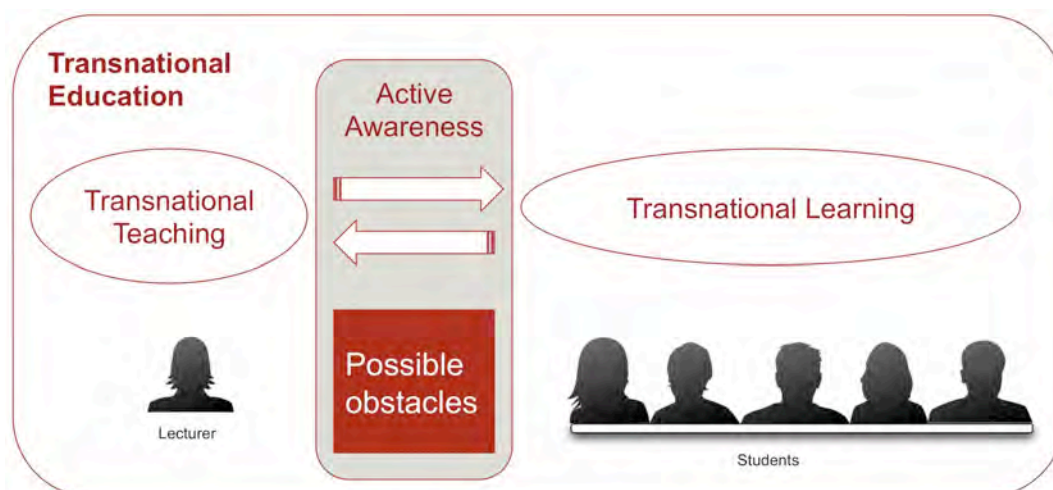 Transnational
Education
Active
Awareness
Transnational
Teaching
Transnational Learning
Possible
obstacles
Lecturer
Students